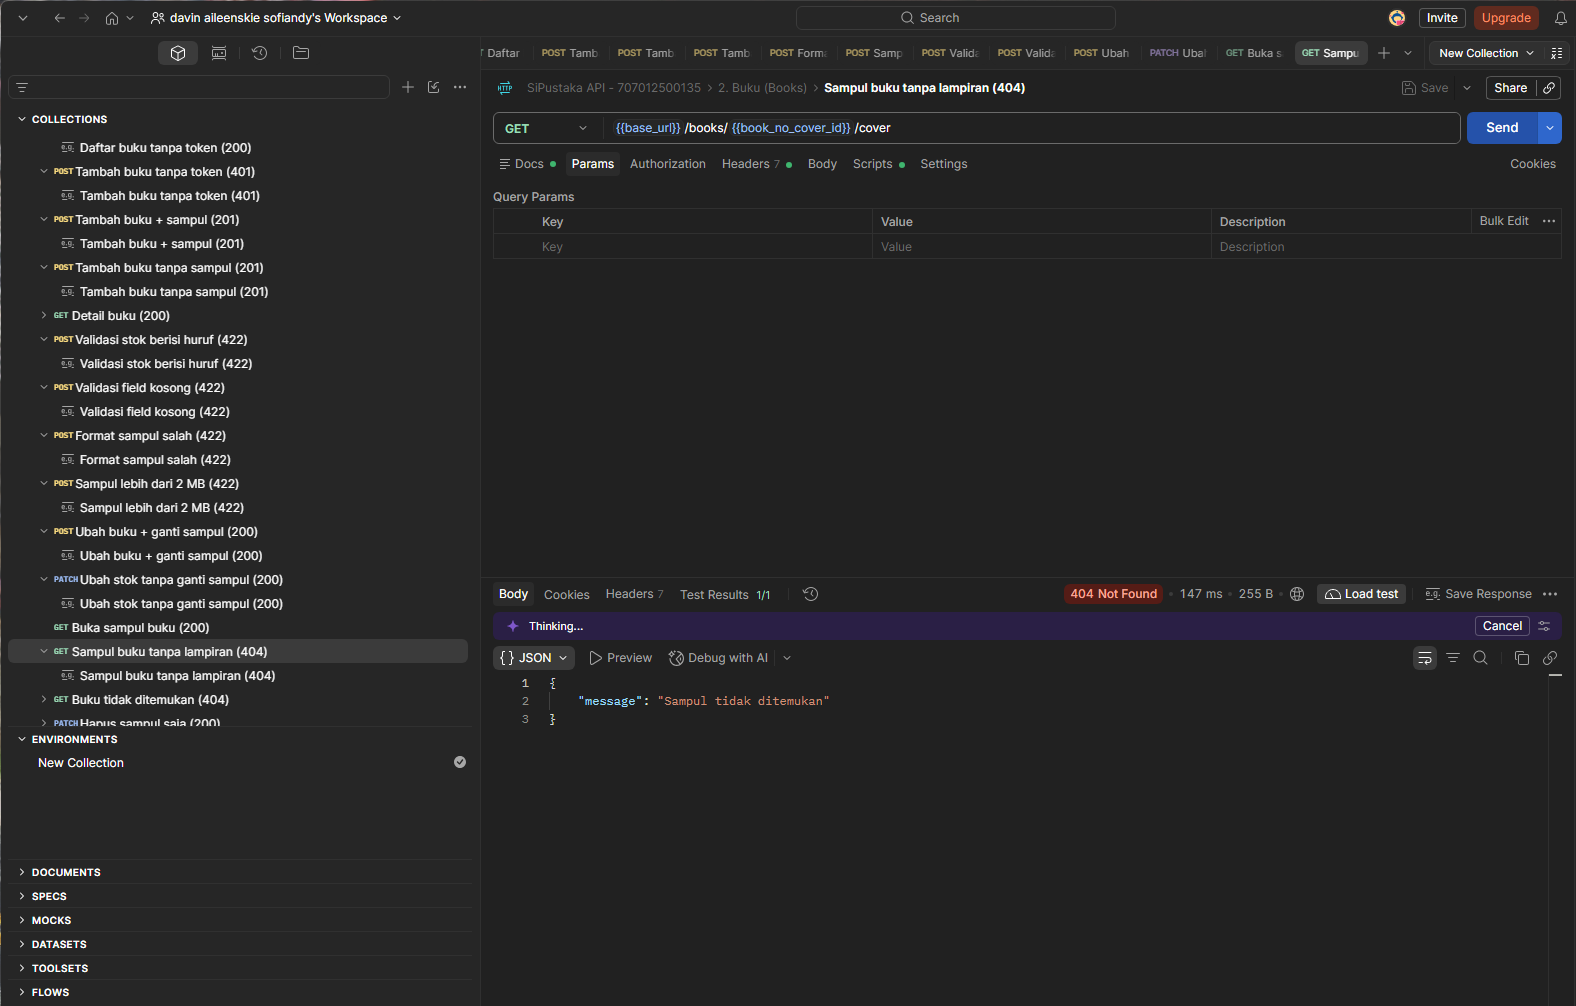 davin aileenskie sofiandy's Workspace
Search
Invite
Upgrade
Daftar
POST Tamb
POST Tamb
POST Tamb
POST Forma
POST Samp
POST Valida
POST Valida
POST Ubah
PATCH Ubal
GET Buka s
GET Sampu
New Collection
HTTP
SiPustaka API - 707012500135 > 2. Buku (Books) > Sampul buku tanpa lampiran (404)
Save
Share
GET
{{base_url}} /books/ {{book_no_cover_id}} /cover
Send
Docs
Params
Authorization
Headers 7
Body
Scripts
Settings
Cookies
Query Params
Key
Value
Description
Bulk Edit
Key
Value
Description
COLLECTIONS
e.g. Daftar buku tanpa token (200)
POST Tambah buku tanpa token (401)
e.g. Tambah buku tanpa token (401)
POST Tambah buku + sampul (201)
e.g. Tambah buku + sampul (201)
POST Tambah buku tanpa sampul (201)
e.g. Tambah buku tanpa sampul (201)
GET Detail buku (200)
POST Validasi stok berisi huruf (422)
e.g. Validasi stok berisi huruf (422)
POST Validasi field kosong (422)
e.g. Validasi field kosong (422)
POST Format sampul salah (422)
e.g. Format sampul salah (422)
POST Sampul lebih dari 2 MB (422)
e.g. Sampul lebih dari 2 MB (422)
POST Ubah buku + ganti sampul (200)
e.g. Ubah buku + ganti sampul (200)
PATCH Ubah stok tanpa ganti sampul (200)
e.g. Ubah stok tanpa ganti sampul (200)
GET Buka sampul buku (200)
GET Sampul buku tanpa lampiran (404)
e.g. Sampul buku tanpa lampiran (404)
GET Buku tidak ditemukan (404)
PATCH Hapus sampul saja (200)
ENVIRONMENTS
New Collection
DOCUMENTS
SPECS
MOCKS
DATASETS
TOOLSETS
FLOWS
Body
Cookies
Headers 7
Test Results 1/1
404 Not Found
147 ms
255 B
Load test
e.g. Save Response
Thinking...
Cancel
{} JSON
Preview
Debug with AI
1 {
2 "message": "Sampul tidak ditemukan"
3 }